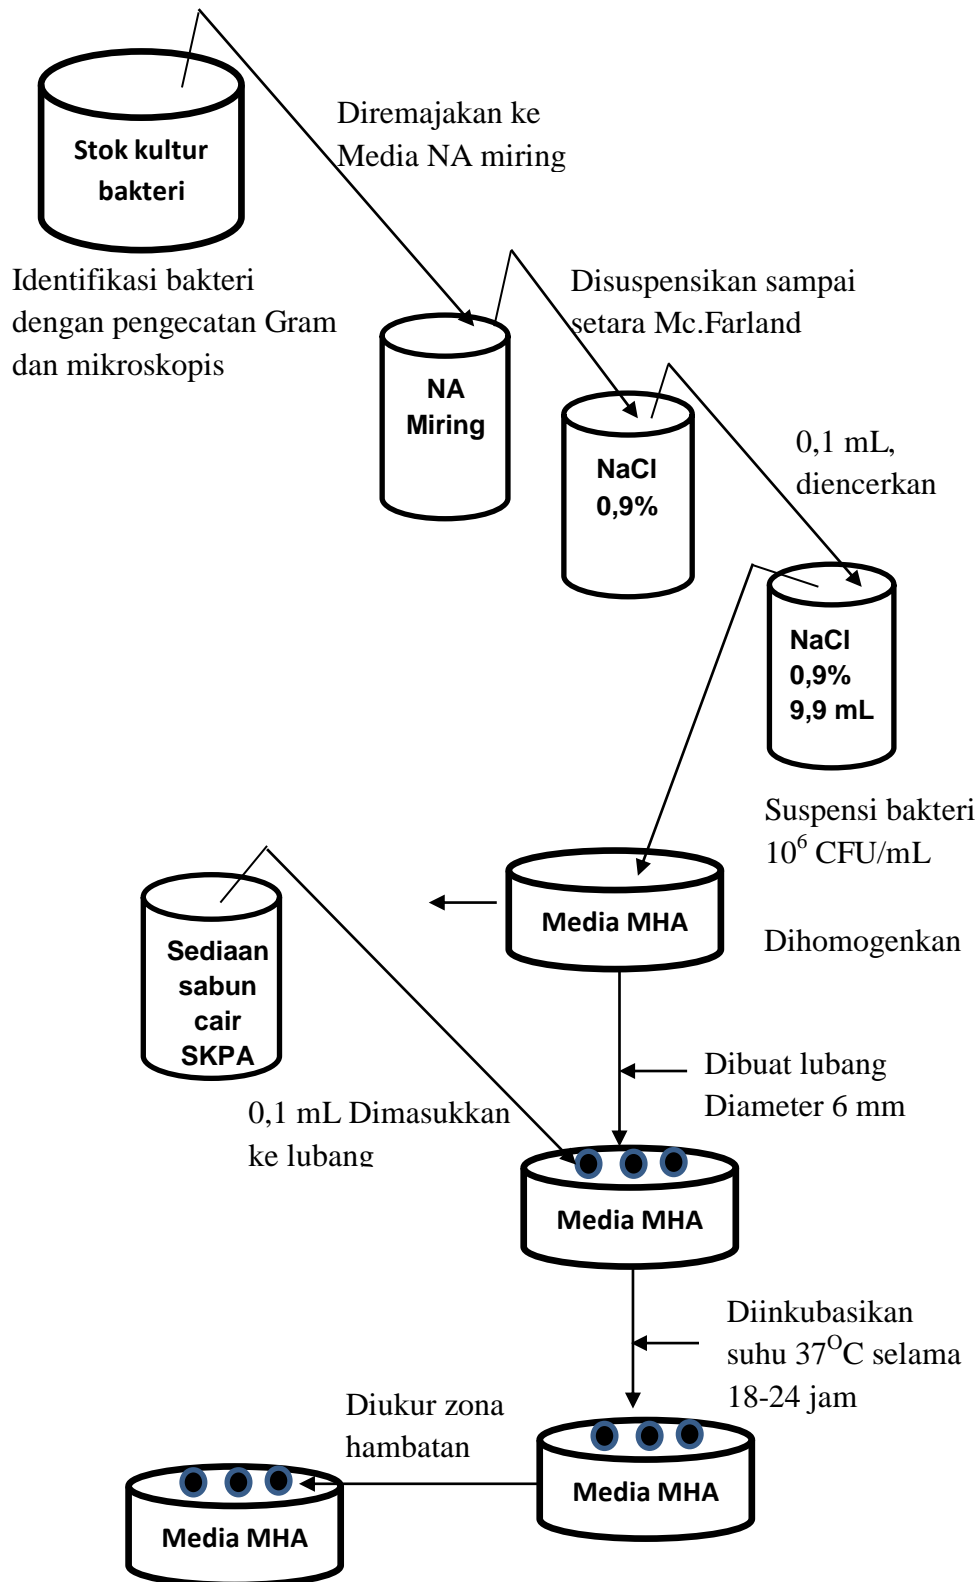 Stok kultur
bakteri
Diremajakan ke
Media NA miring
Identifikasi bakteri
dengan pengecatan Gram
dan mikroskopis
NA
Miring
Disuspensikan sampai
setara Mc.Farland
NaCl
0,9%
0,1 mL,
diencerkan
NaCl
0,9%
9,9 mL
Suspensi bakteri
10⁶ CFU/mL
Media MHA
Dihomogenkan
Sediaan
sabun
cair
SKPA
Dibuat lubang
Diameter 6 mm
0,1 mL Dimasukkan
ke lubang
Media MHA
Diinkubasikan
suhu 37ᴼC selama
18-24 jam
Media MHA
Diukur zona
hambatan
Media MHA